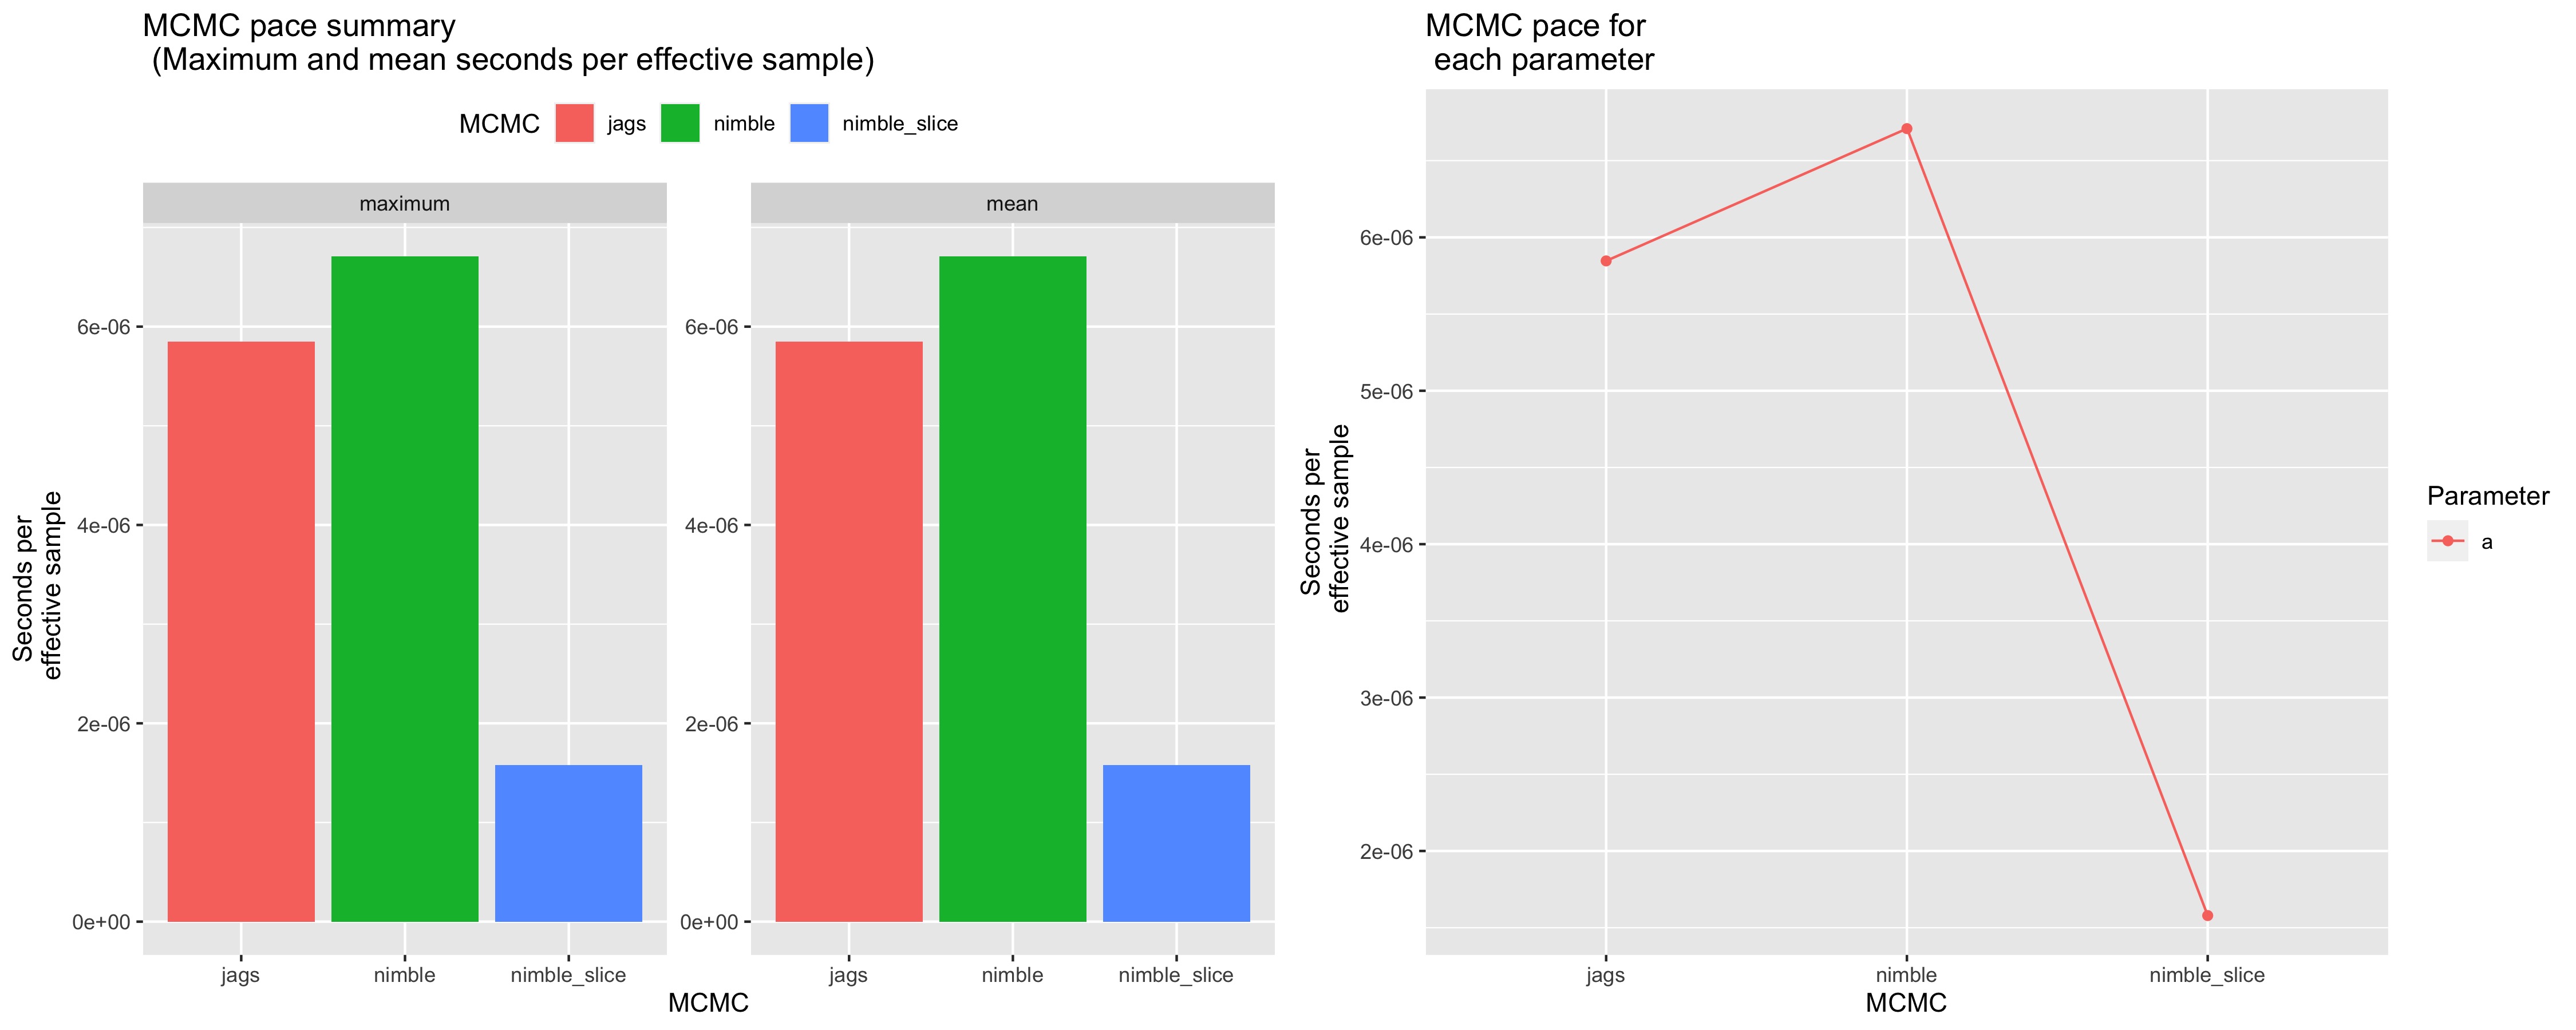 MCMC pace summary
(Maximum and mean seconds per effective sample)
MCMC jags nimble nimble_slice
maximum
mean
Seconds per
effective sample
6e-06
4e-06
2e-06
0e+00
6e-06
4e-06
2e-06
0e+00
jags nimble nimble_slice
jags nimble nimble_slice
MCMC
MCMC pace for
each parameter
Seconds per
effective sample
6e-06
5e-06
4e-06
3e-06
2e-06
jags nimble nimble_slice
MCMC
Parameter
a